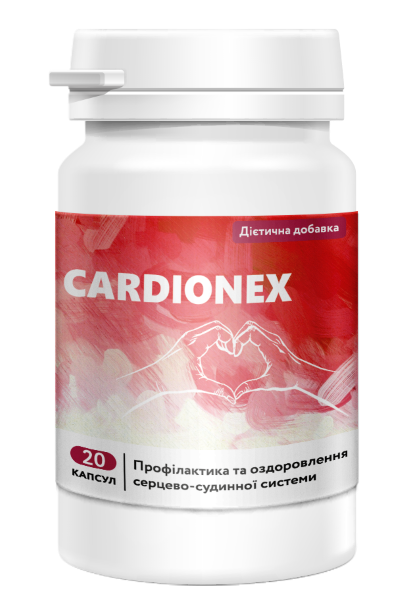 Дієтична добавка
CARDIONEX
20
КАПСУЛ
Профілактика та оздоровлення
серцево-судинної системи